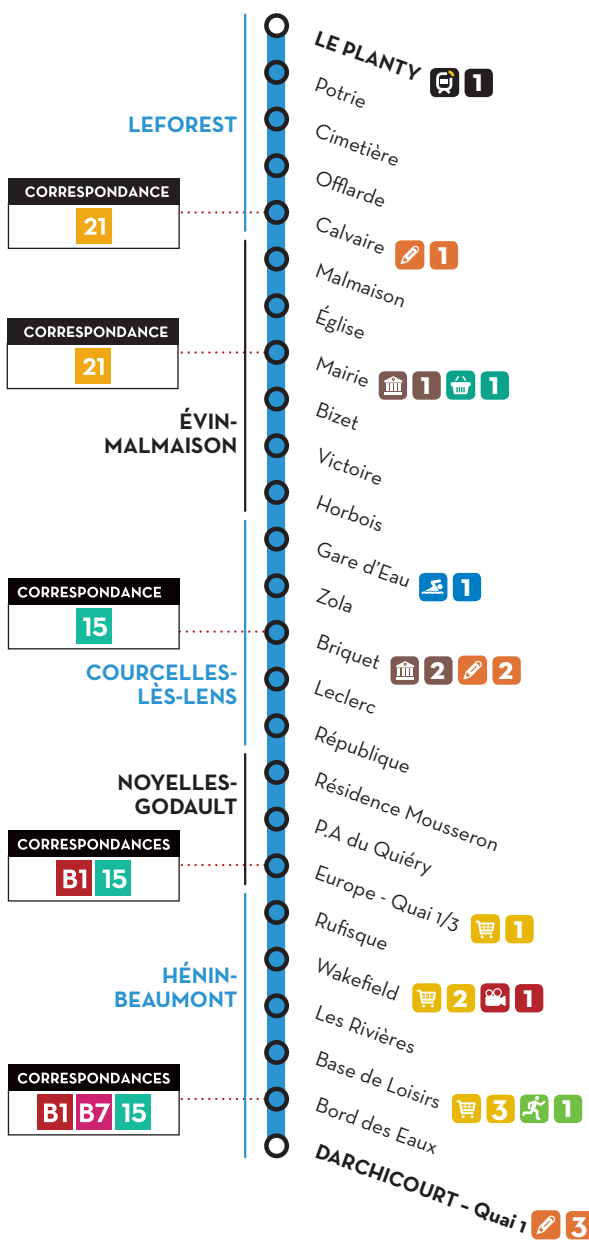 LE PLANTY 1
Potrie
LEFOREST
Cimetière
Offlarde
CORRESPONDANCE
21
Calvaire 1
Malmaison
Église
CORRESPONDANCE
21
Mairie 1 1
Bizet
ÉVIN-
MALMAISON
Victoire
Horbois
Gare d'Eau 1
Zola
CORRESPONDANCE
15
Briquet 2 2
COURCELLES-
LÈS-LENS
Leclerc
République
Résidence Mousseron
NOYELLES-
GODAULT
P.A du Quiéry
CORRESPONDANCES
B1 15
Europe - Quai 1/3 1
Rufisque
Wakefield 2 1
HÉNIN-
BEAUMONT
Les Rivières
Base de Loisirs 3 1
CORRESPONDANCES
B1 B7 15
Bord des Eaux
DARCHICOURT - Quai 1 3